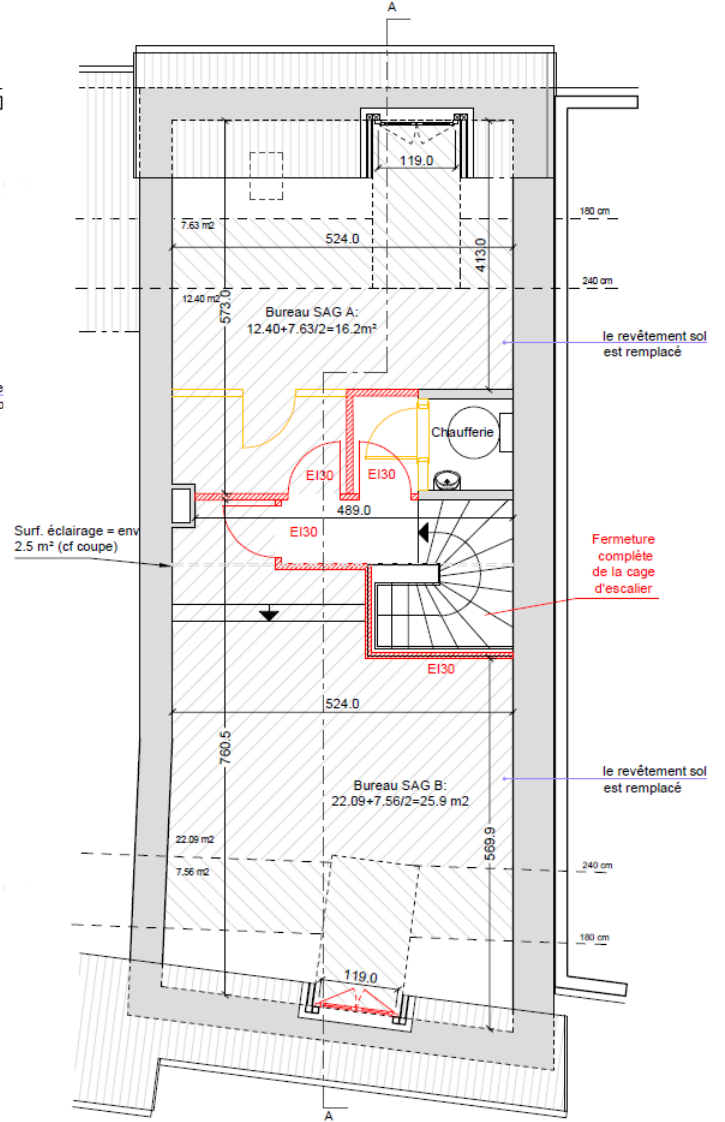 A
119.0
180 cm
7.63 m2
524.0
413.0
240 cm
12.40 m2
573.0
Bureau SAG A:
12.40+7.63/2=16.2m²
le revêtement sol
est remplacé
Chaufferie
EI30
EI30
489.0
EI30
Surf. éclairage = env
2.5 m² (cf coupe)
Fermeture
complète
de la cage
d'escalier
EI30
524.0
760.5
Bureau SAG B:
22.09+7.56/2=25.9 m2
le revêtement sol
est remplacé
569.9
22.09 m2
240 cm
7.56 m2
180 cm
119.0
A